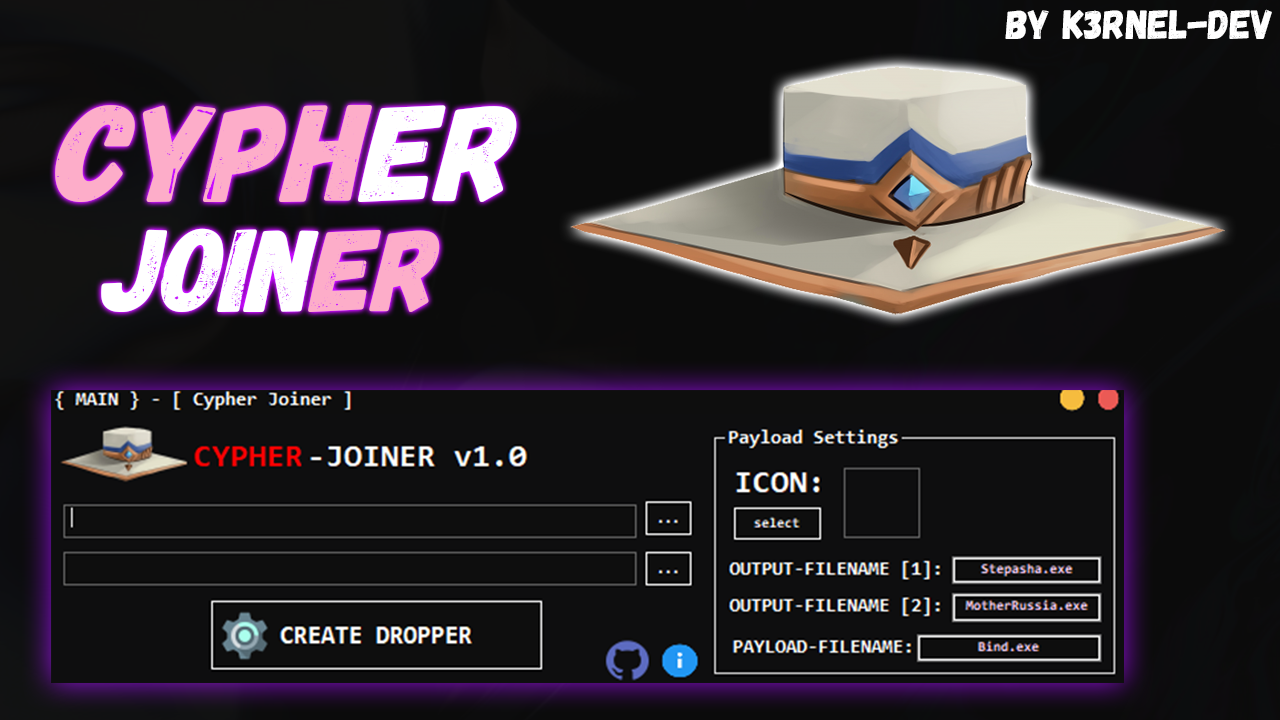 BY K3RNEL-DEV
CYPHER
JOINER
{ MAIN } - [ Cypher Joiner ]
CYPHER-JOINER v1.0
...
...
CREATE DROPPER
i
Payload Settings
ICON:
select
OUTPUT-FILENAME [1]: Stepasha.exe
OUTPUT-FILENAME [2]: MotherRussia.exe
PAYLOAD-FILENAME: Bind.exe